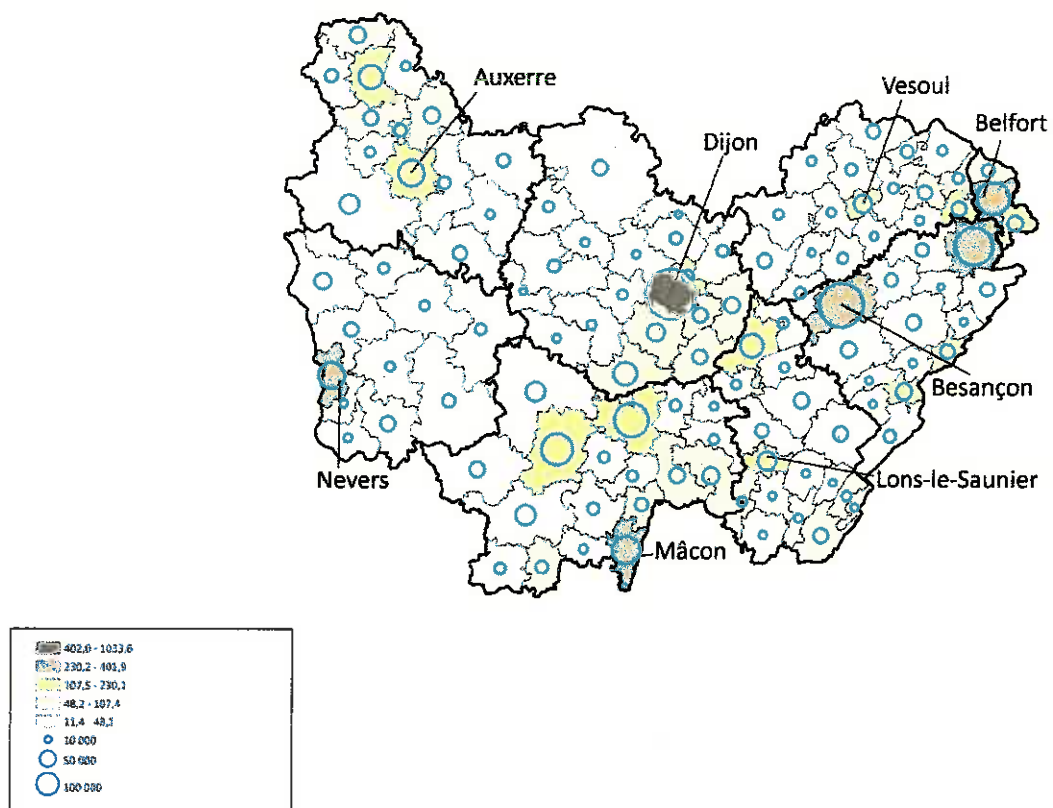 Auxerre
Vesoul
Belfort
Dijon
Besançon
Nevers
Lons-le-Saunier
Mâcon
402,0 - 1033,6
230,2 - 401,9
107,5 - 230,1
48,2 - 107,4
11,4 - 48,1
10 000
50 000
100 000